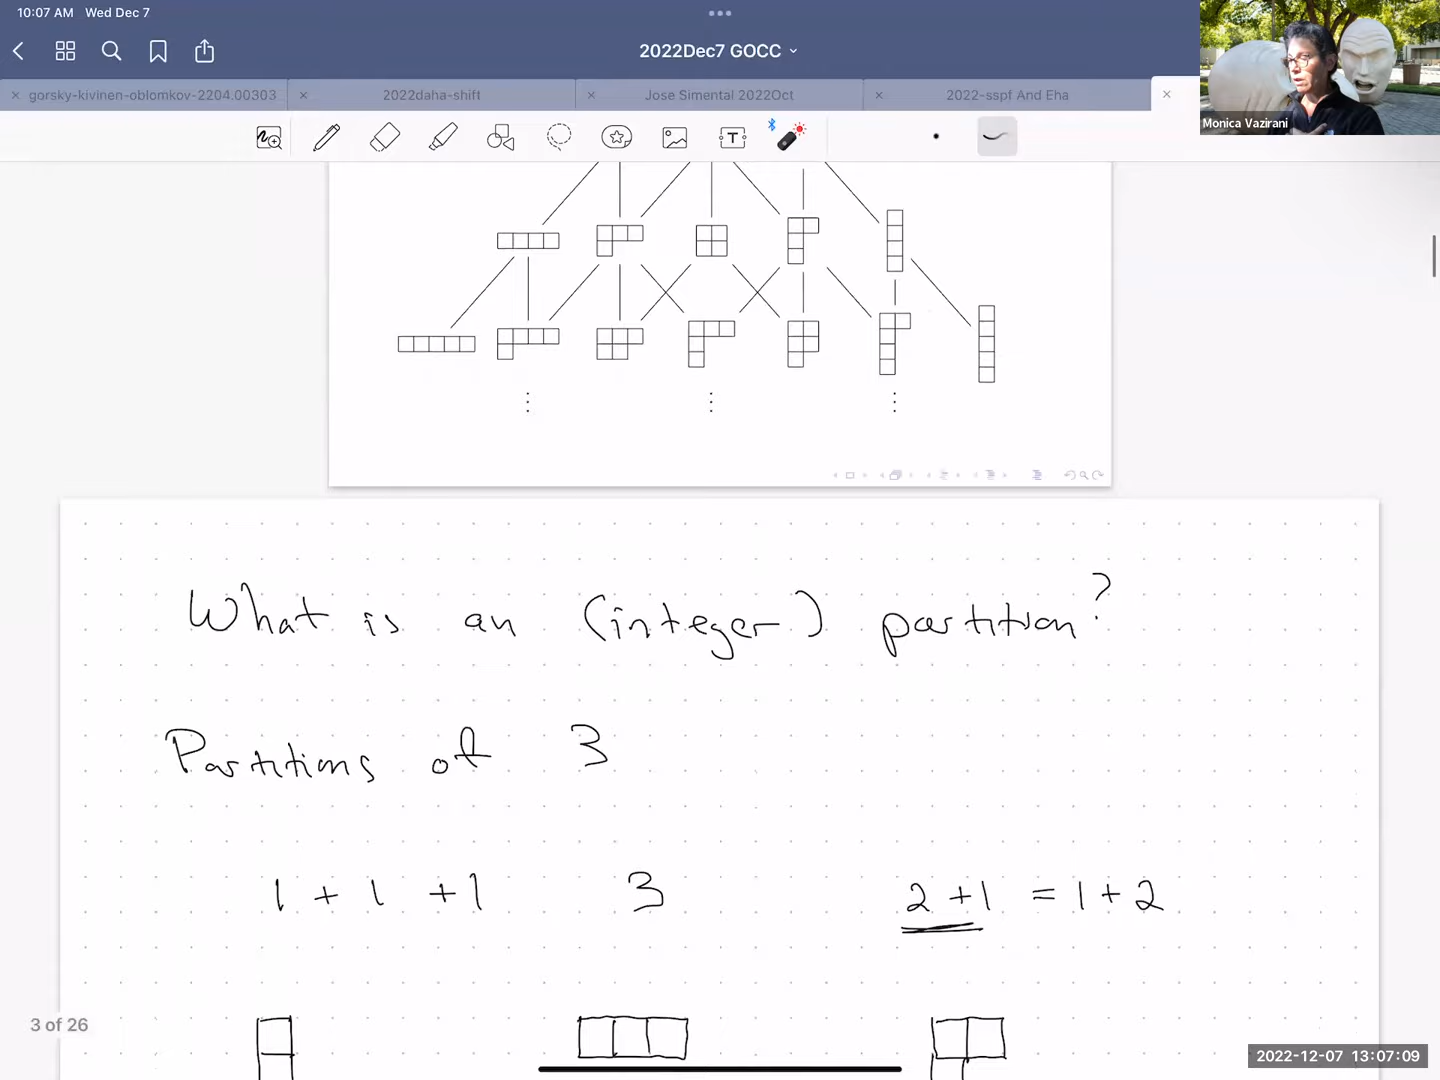 10:07 AM Wed Dec 7
2022Dec7 GOCC
gorsky-kivinen-oblomkov-2204.00303
2022daha-shift
Jose Simental 2022Oct
2022-sspf And Eha
Monica Vazirani
T
What is an (integer) partition?
Partitions of 3
1 + 1 + 1 3 2 + 1 = 1 + 2
3 of 26
2022-12-07 13:07:09